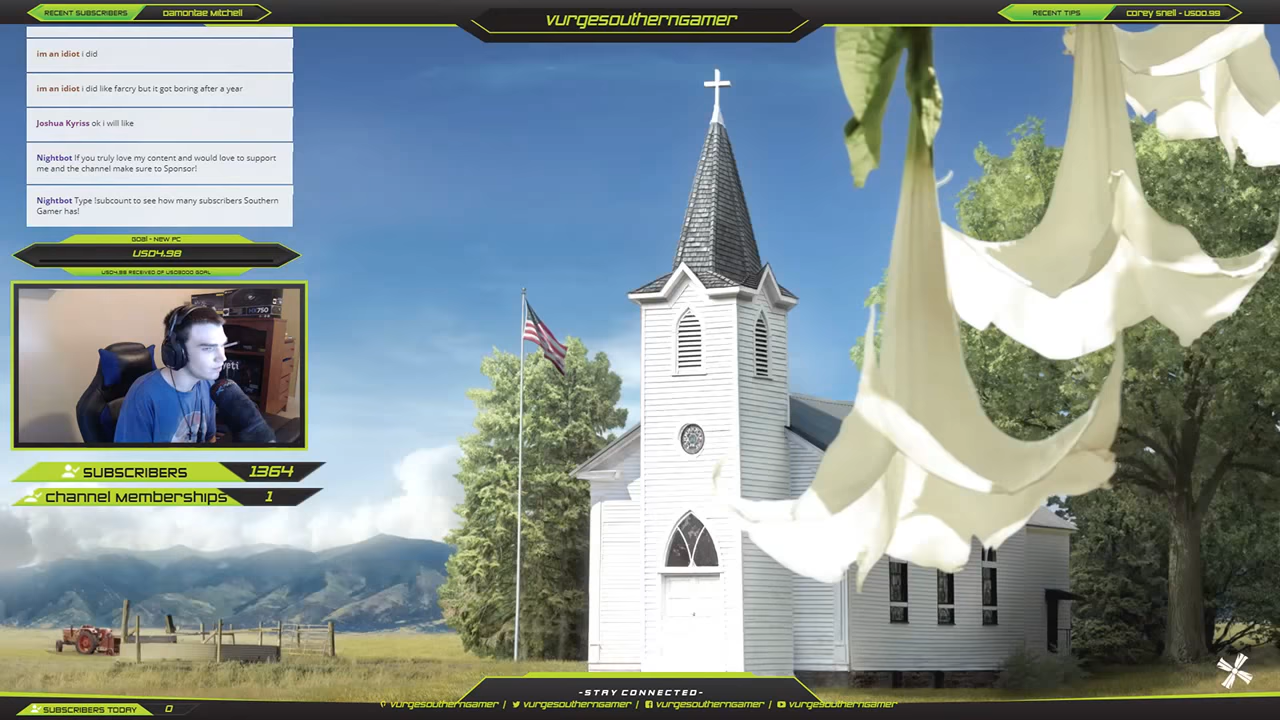 RECENT SUBSCRIBERS
Damontae Mitchell
vurgesoutherngamer
RECENT TIPS
Corey Snell - USD0.99
im an idiot i did
im an idiot i did like farcry but it got boring after a year
Joshua Kyriss ok i will like
Nightbot If you truly love my content and would love to support
me and the channel make sure to Sponsor!
Nightbot Type !subcount to see how many subscribers Southern
Gamer has!
Goal - New PC
USD4.98
USD4.98 RECEIVED OF USD3000 GOAL
yeti
SUBSCRIBERS 1364
Channel Memberships 1
-STAY CONNECTED-
vurgesoutherngamer / vurgesoutherngamer / vurgesoutherngamer / vurgesoutherngamer
SUBSCRIBERS TODAY 0